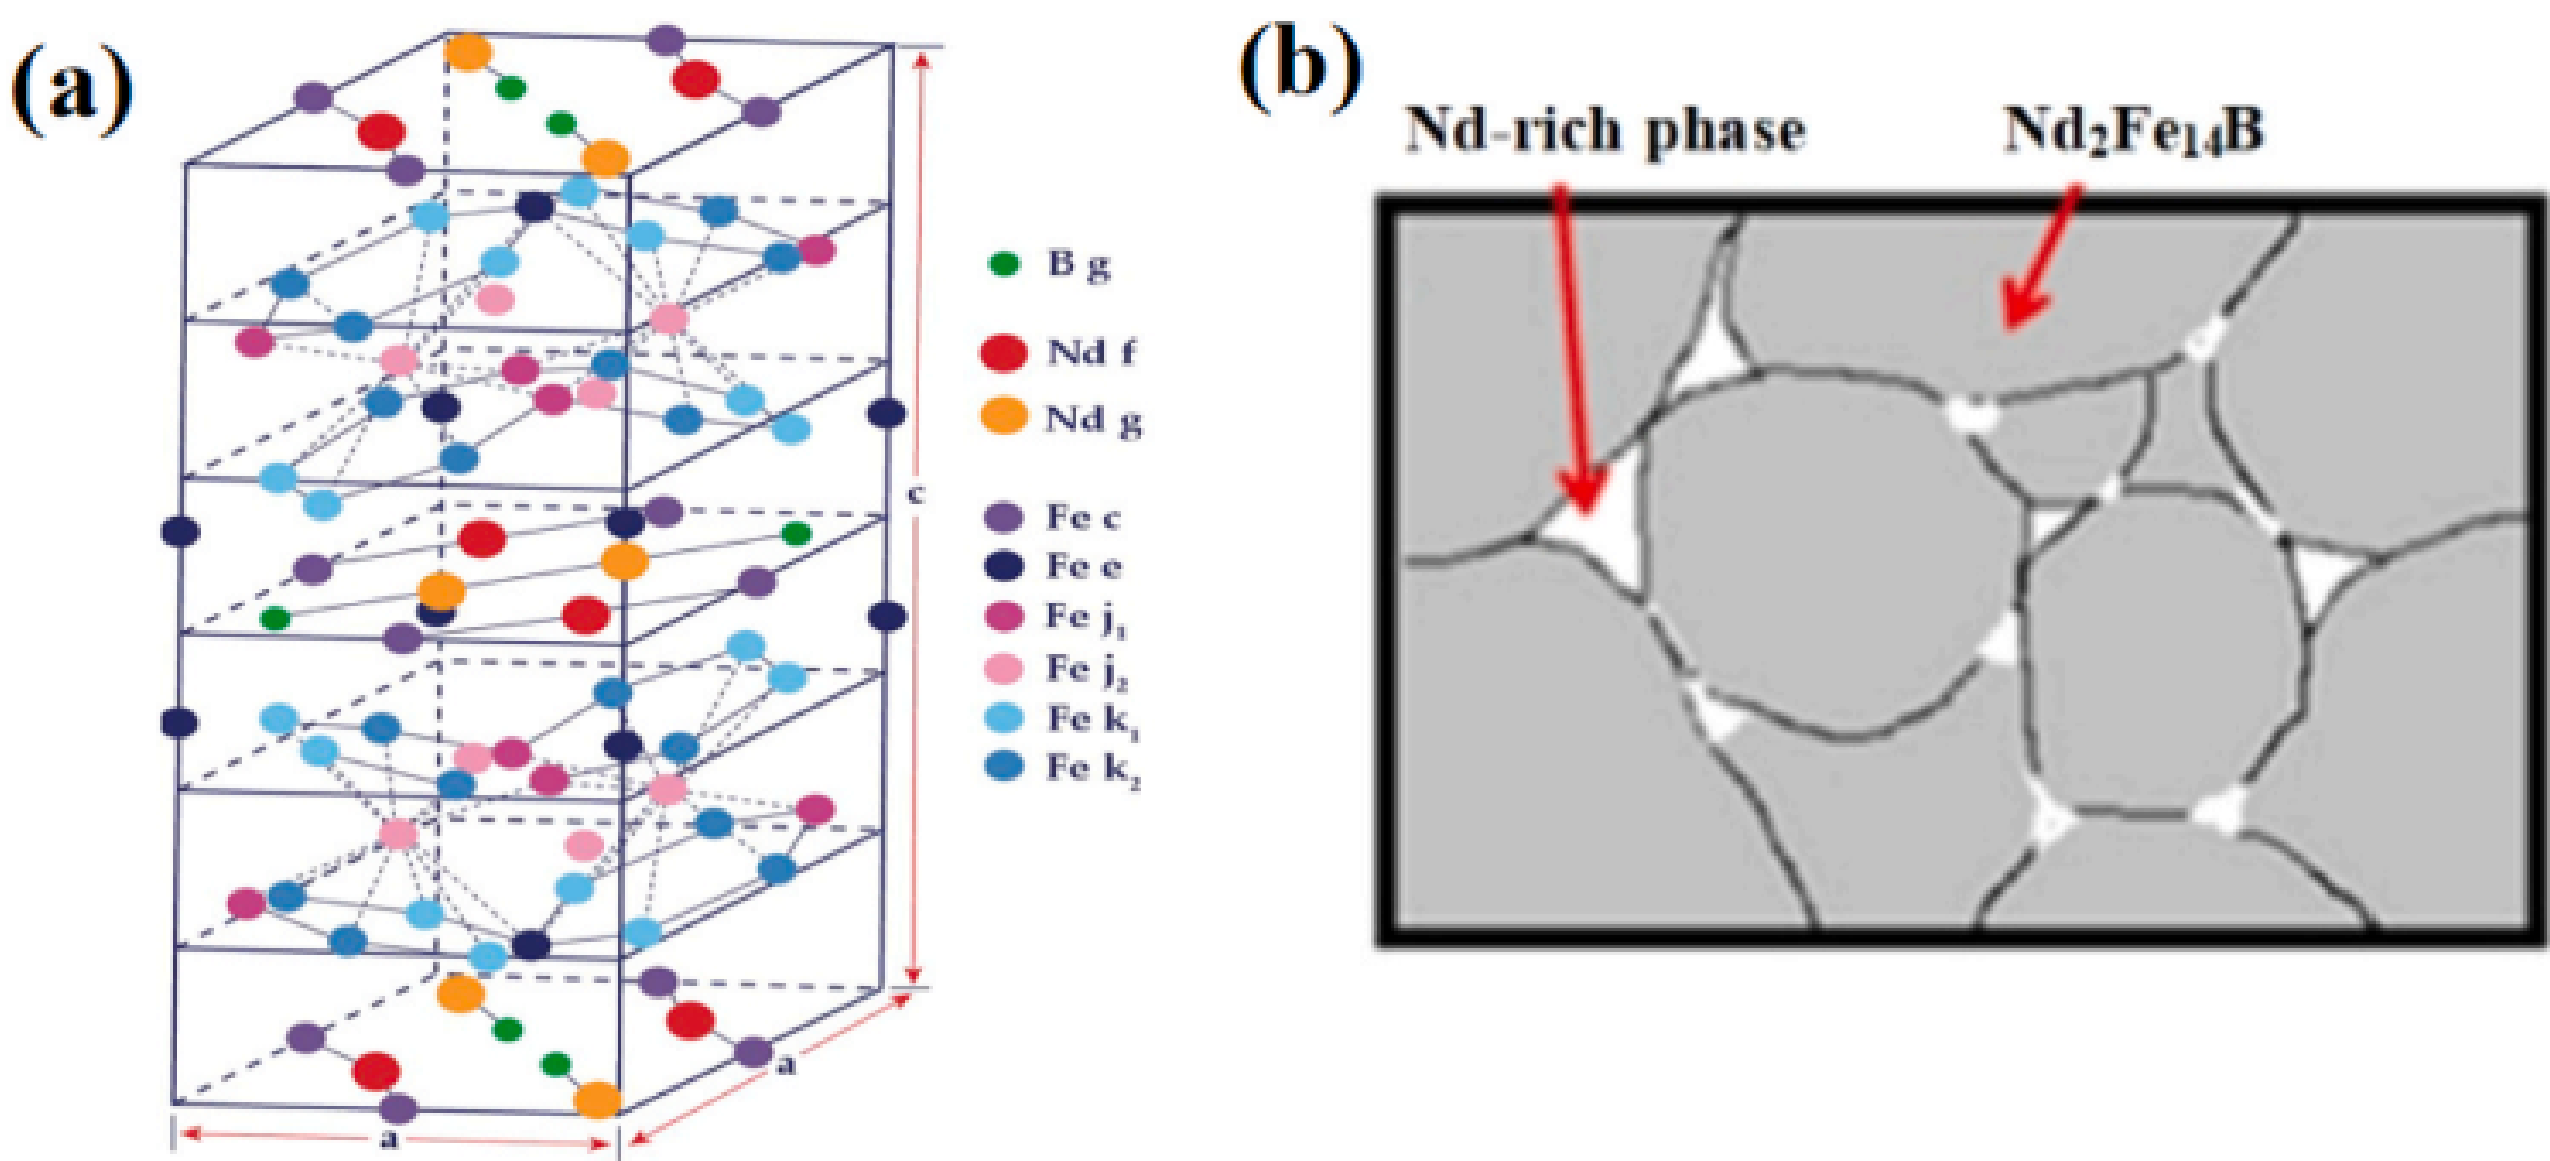 (a)
c
a
a
B g
Nd f
Nd g
Fe c
Fe e
Fe j₁
Fe j₂
Fe k₁
Fe k₂
(b)
Nd-rich phase
Nd₂Fe₁₄B